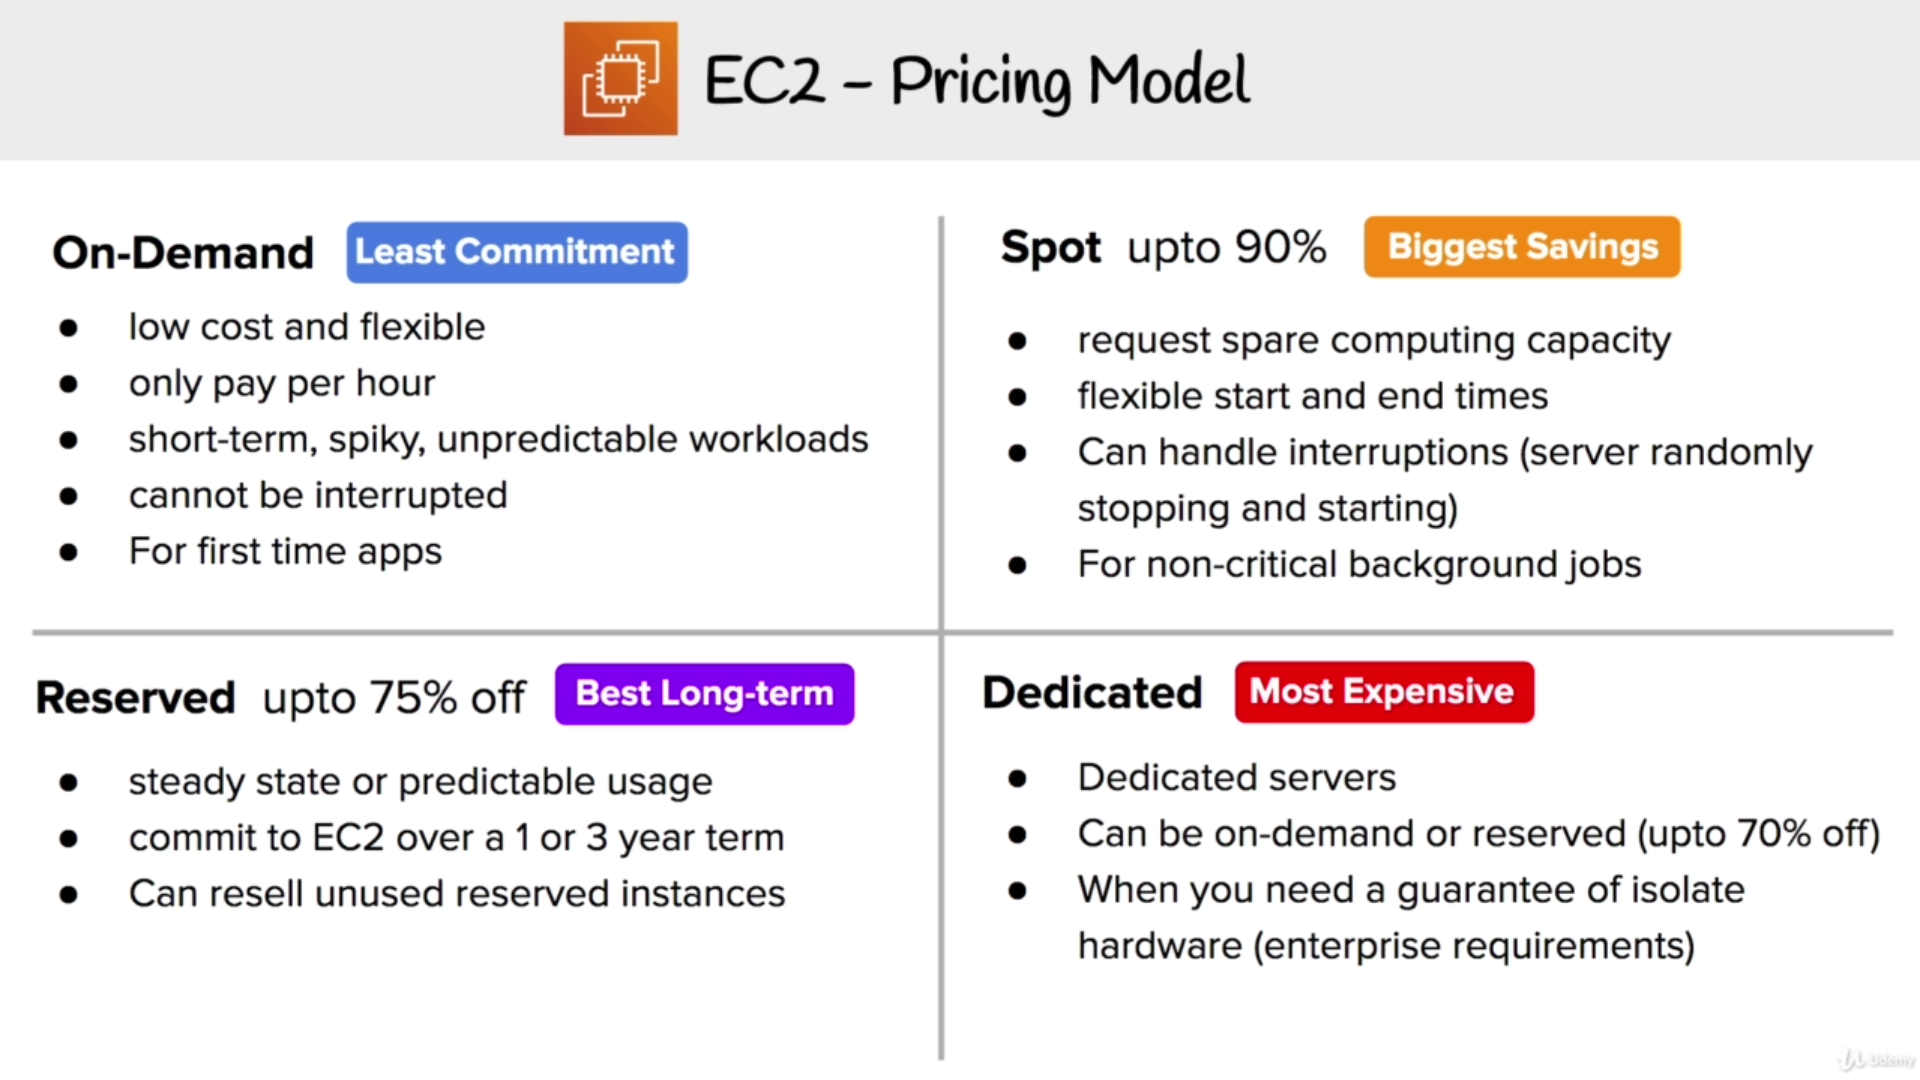 EC2 – Pricing Model
On-Demand Least Commitment
● low cost and flexible
● only pay per hour
● short-term, spiky, unpredictable workloads
● cannot be interrupted
● For first time apps
Spot upto 90% Biggest Savings
● request spare computing capacity
● flexible start and end times
● Can handle interruptions (server randomly
stopping and starting)
● For non-critical background jobs
Reserved upto 75% off Best Long-term
● steady state or predictable usage
● commit to EC2 over a 1 or 3 year term
● Can resell unused reserved instances
Dedicated Most Expensive
● Dedicated servers
● Can be on-demand or reserved (upto 70% off)
● When you need a guarantee of isolate
hardware (enterprise requirements)
Udemy